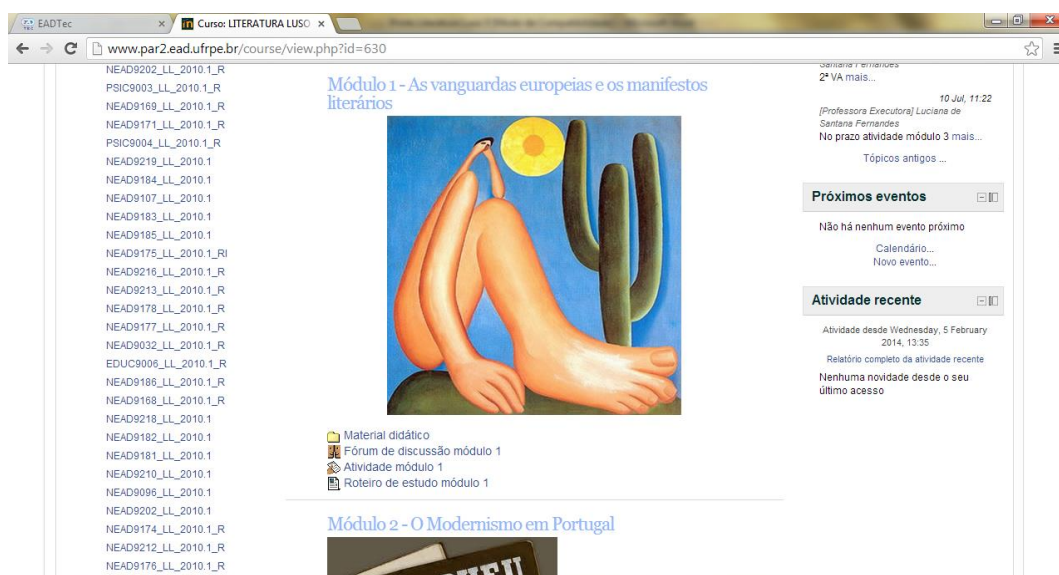 EADTec
Curso: LITERATURA LUSO
www.par2.ead.ufrpe.br/course/view.php?id=630
NEAD9202_LL_2010.1_R
PSIC9003_LL_2010.1_R
NEAD9169_LL_2010.1_R
NEAD9171_LL_2010.1_R
PSIC9004_LL_2010.1_R
NEAD9219_LL_2010.1
NEAD9184_LL_2010.1
NEAD9107_LL_2010.1
NEAD9183_LL_2010.1
NEAD9185_LL_2010.1
NEAD9175_LL_2010.1_RI
NEAD9216_LL_2010.1_R
NEAD9213_LL_2010.1_R
NEAD9178_LL_2010.1_R
NEAD9177_LL_2010.1_R
NEAD9032_LL_2010.1_R
EDUC9006_LL_2010.1_R
NEAD9186_LL_2010.1_R
NEAD9168_LL_2010.1_R
NEAD9218_LL_2010.1
NEAD9182_LL_2010.1
NEAD9181_LL_2010.1
NEAD9210_LL_2010.1
NEAD9096_LL_2010.1
NEAD9202_LL_2010.1
NEAD9174_LL_2010.1_R
NEAD9212_LL_2010.1_R
NEAD9176_LL_2010.1_R
Módulo 1 - As vanguardas europeias e os manifestos
literários
Material didático
Fórum de discussão módulo 1
Atividade módulo 1
Roteiro de estudo módulo 1
Módulo 2 - O Modernismo em Portugal
Santana Fernandes
2ª VA mais...
10 Jul, 11:22
[Professora Executora] Luciana de
Santana Fernandes
No prazo atividade módulo 3 mais...
Tópicos antigos ...
Próximos eventos
Não há nenhum evento próximo
Calendário...
Novo evento...
Atividade recente
Atividade desde Wednesday, 5 February
2014, 13:35
Relatório completo da atividade recente
Nenhuma novidade desde o seu
último acesso